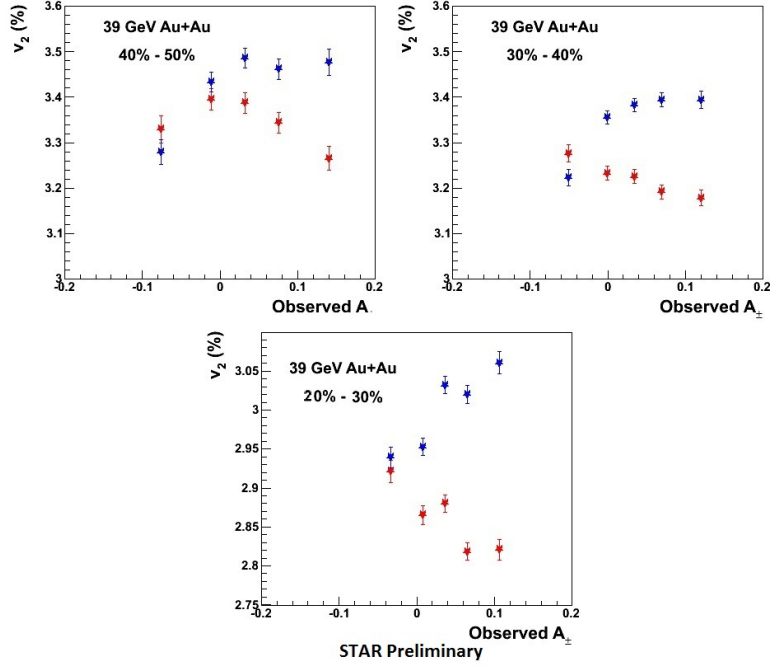 v2 (%)
39 GeV Au+Au
40% - 50%
3.6
3.5
3.4
3.3
3.2
3.1
3
-0.2
-0.1
0
0.1
0.2
Observed A
v2 (%)
39 GeV Au+Au
30% - 40%
3.6
3.5
3.4
3.3
3.2
3.1
3
-0.2
-0.1
0
0.1
0.2
Observed A±
v2 (%)
39 GeV Au+Au
20% - 30%
3.05
3
2.95
2.9
2.85
2.8
2.75
-0.2
-0.1
0
0.1
0.2
Observed A±
STAR Preliminary